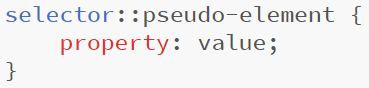 selector::pseudo-element {
    property: value;
}